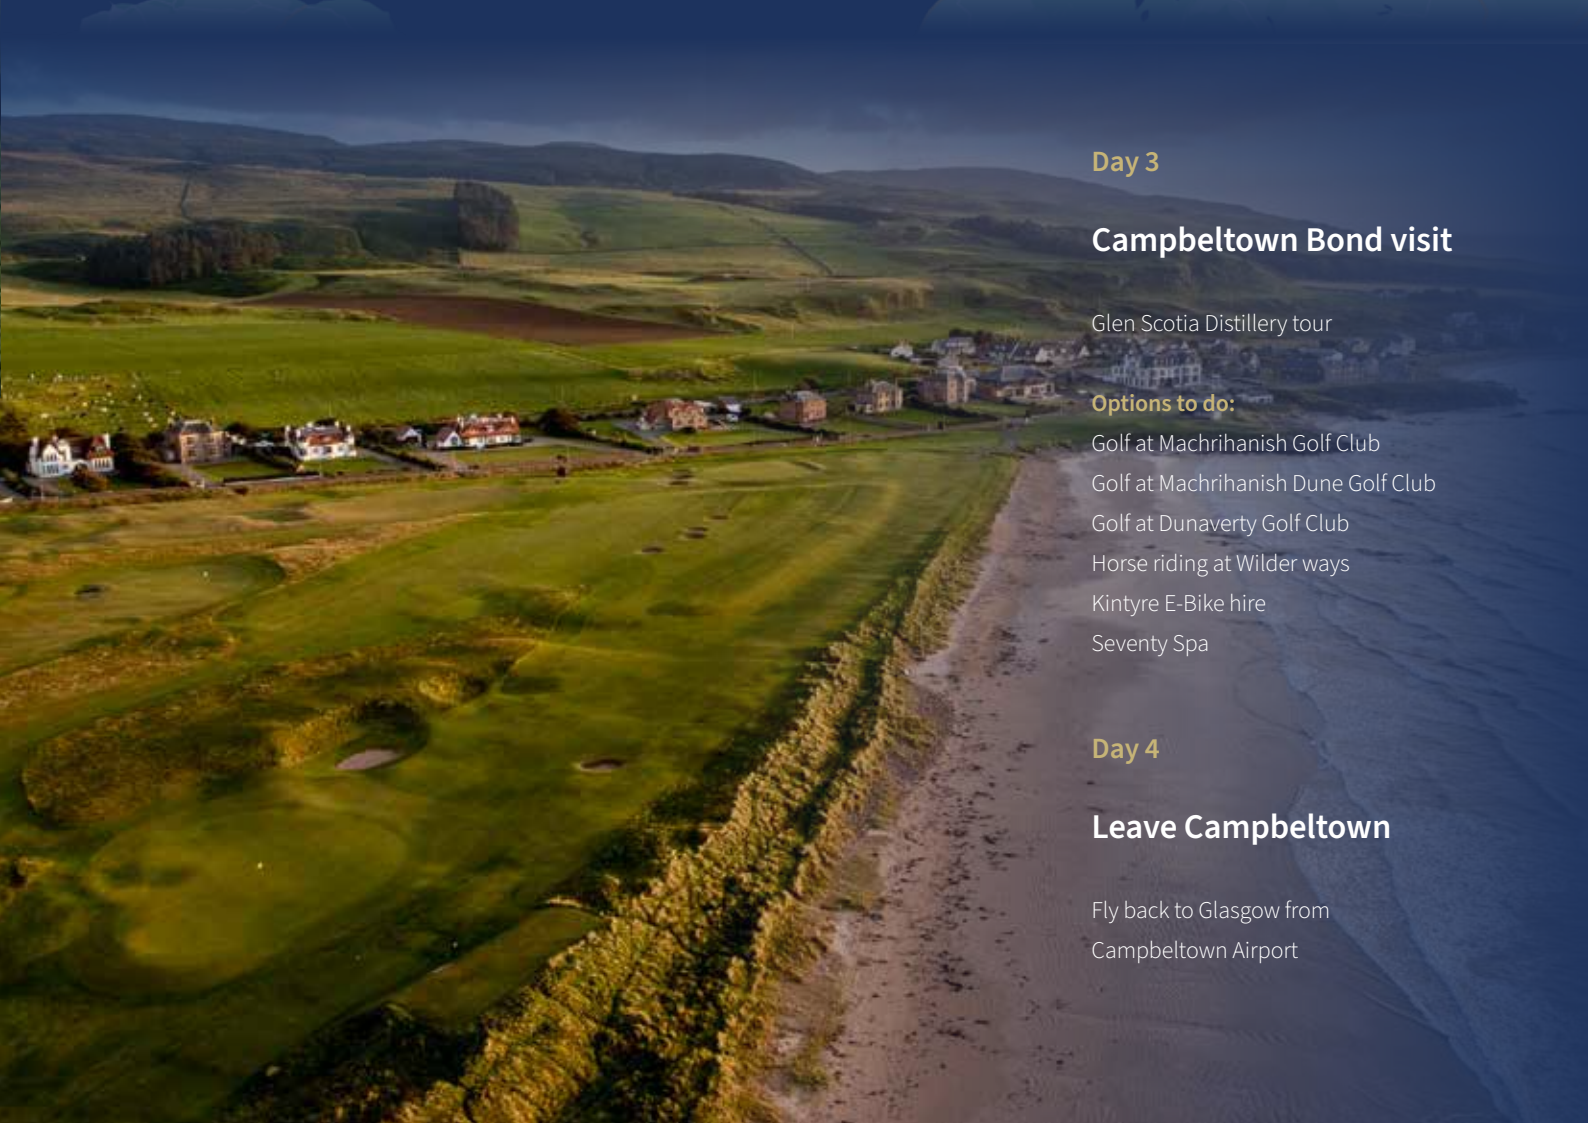 Day 3
Campbeltown Bond visit
Glen Scotia Distillery tour
Options to do:
Golf at Machrihanish Golf Club
Golf at Machrihanish Dune Golf Club
Golf at Dunaverty Golf Club
Horse riding at Wilder ways
Kintyre E-Bike hire
Seventy Spa
Day 4
Leave Campbeltown
Fly back to Glasgow from
Campbeltown Airport